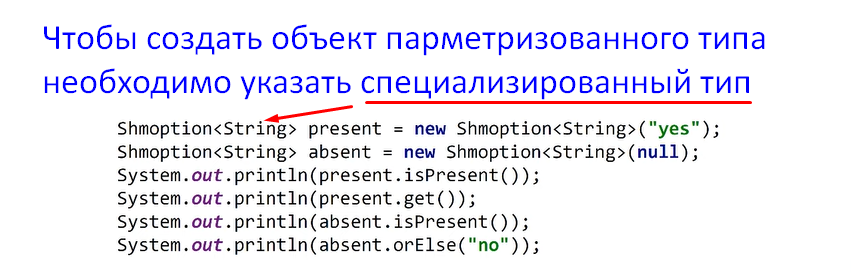 Чтобы создать объект парметризованного типа
необходимо указать специализированный тип
Shmoption<String> present = new Shmoption<String>("yes");
Shmoption<String> absent = new Shmoption<String>(null);
System.out.println(present.isPresent());
System.out.println(present.get());
System.out.println(absent.isPresent());
System.out.println(absent.orElse("no"));